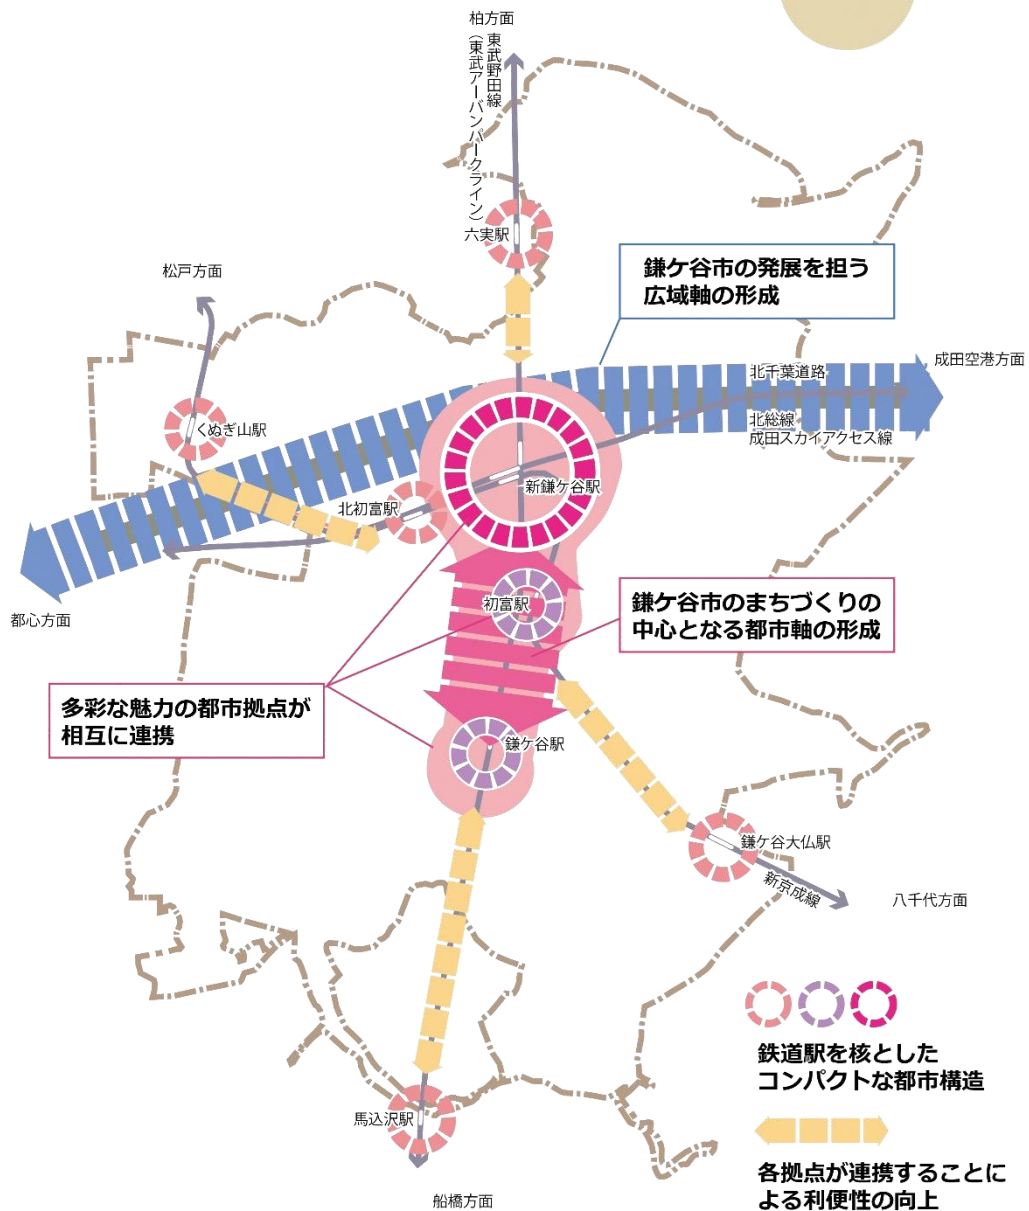 柏方面
東武野田線
（東武アーバンパークライン）
六実駅
松戸方面
鎌ケ谷市の発展を担う
広域軸の形成
成田空港方面
北千葉道路
北総線
成田スカイアクセス線
くぬぎ山駅
新鎌ケ谷駅
北初富駅
都心方面
初富駅
鎌ケ谷市のまちづくりの
中心となる都市軸の形成
多彩な魅力の都市拠点が
相互に連携
鎌ケ谷駅
鎌ケ谷大仏駅
新京成線
八千代方面
鉄道駅を核とした
コンパクトな都市構造
馬込沢駅
各拠点が連携することに
よる利便性の向上
船橋方面